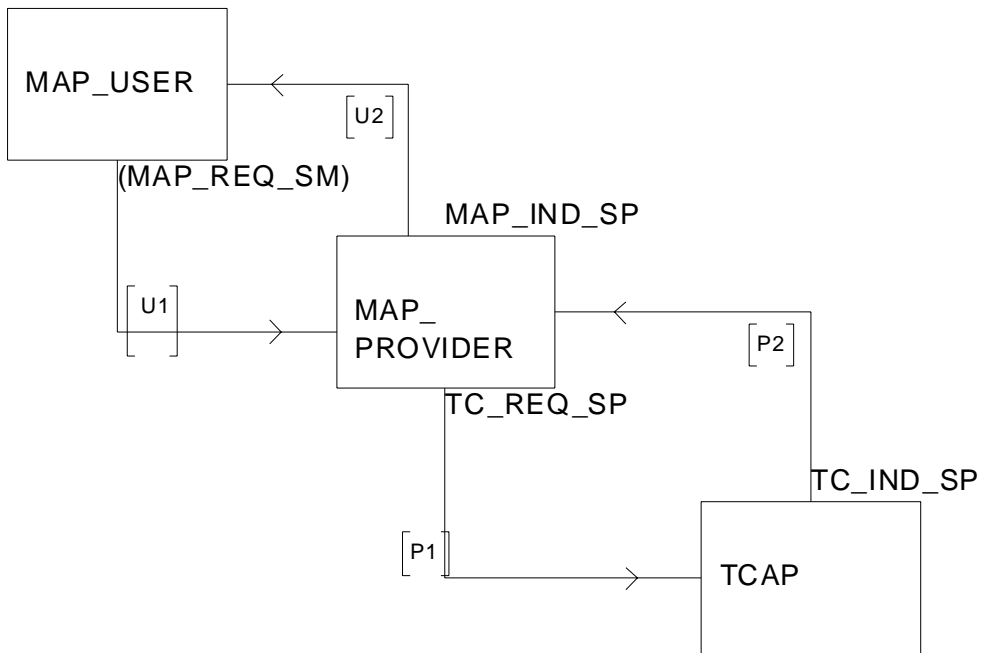 MAP_USER
[U2]
(MAP_REQ_SM)
MAP_IND_SP
[U1]
MAP_
PROVIDER
[P2]
TC_REQ_SP
TC_IND_SP
[P1]
TCAP